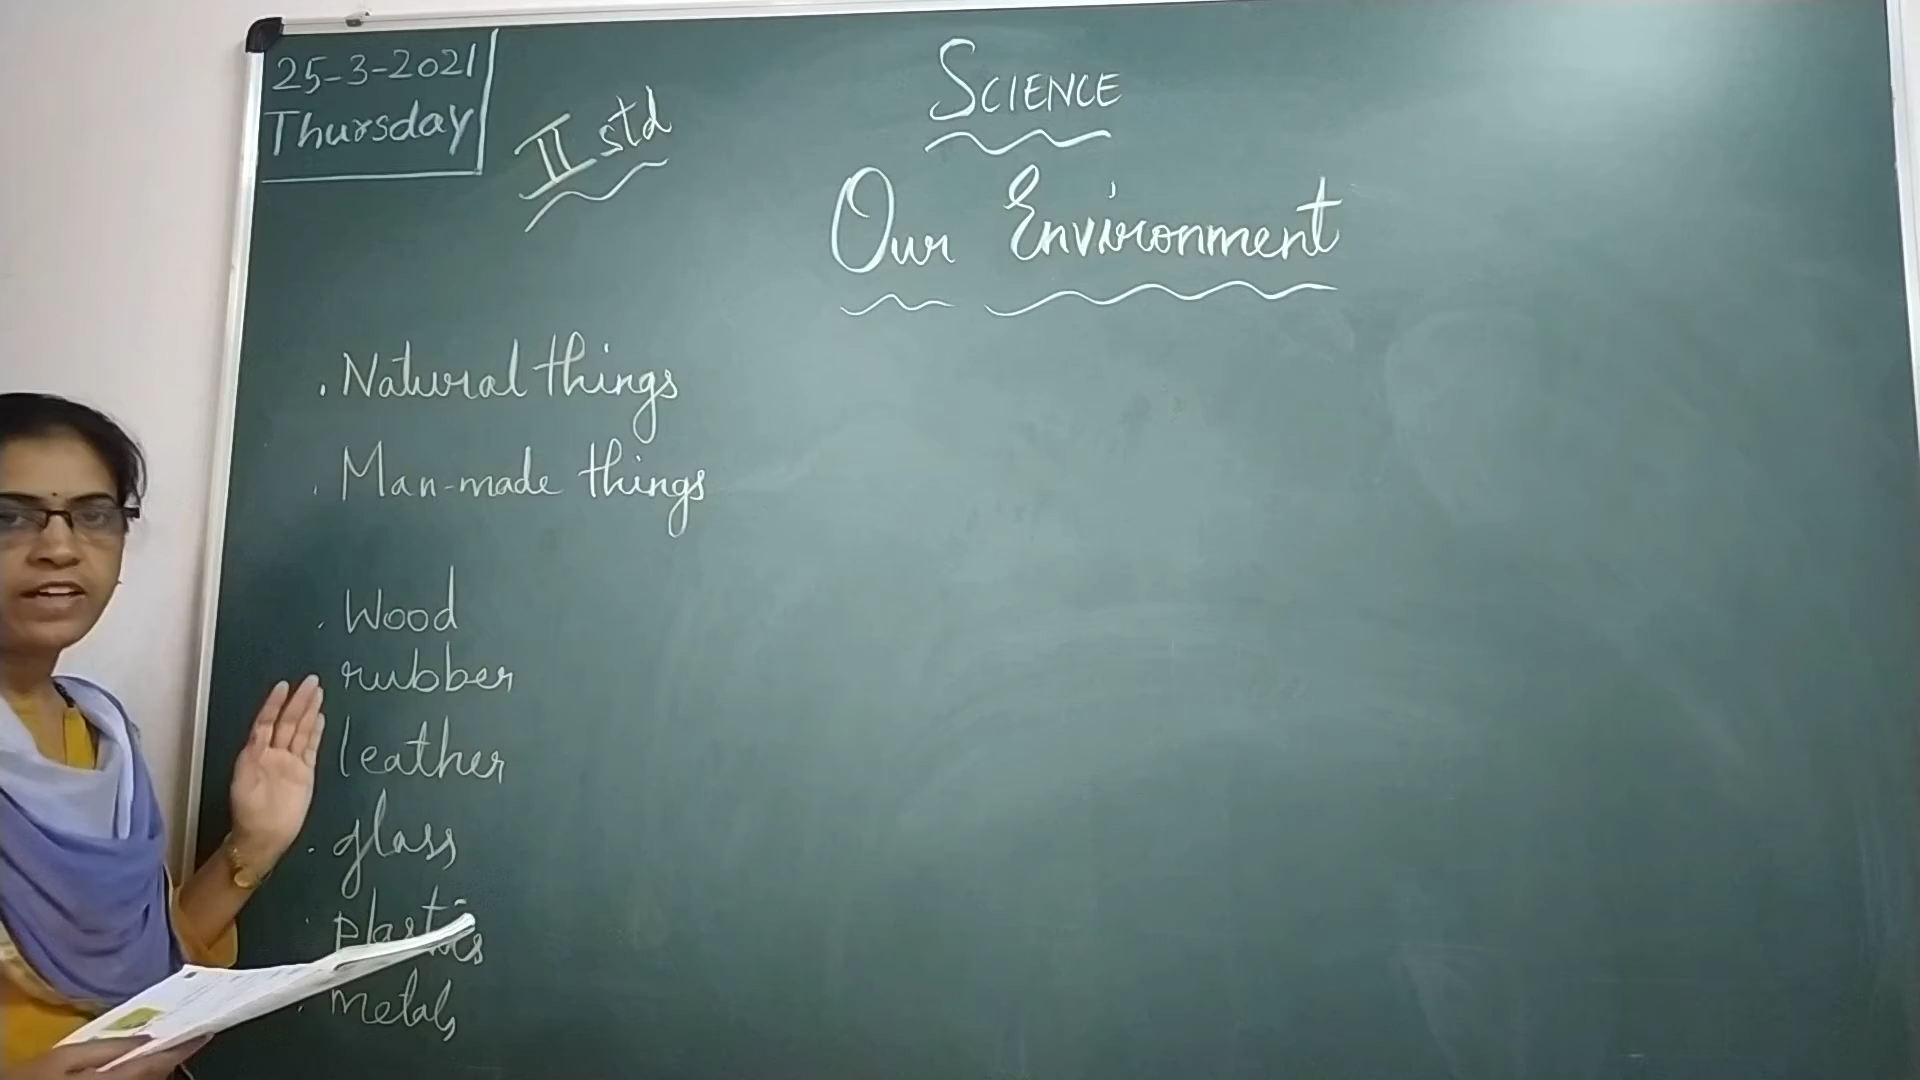 25-3-2021
Thursday
II std
SCIENCE
Our Environment
. Natural things
. Man-made things
. Wood
rubber
leather
. glass
. plastics
. metals